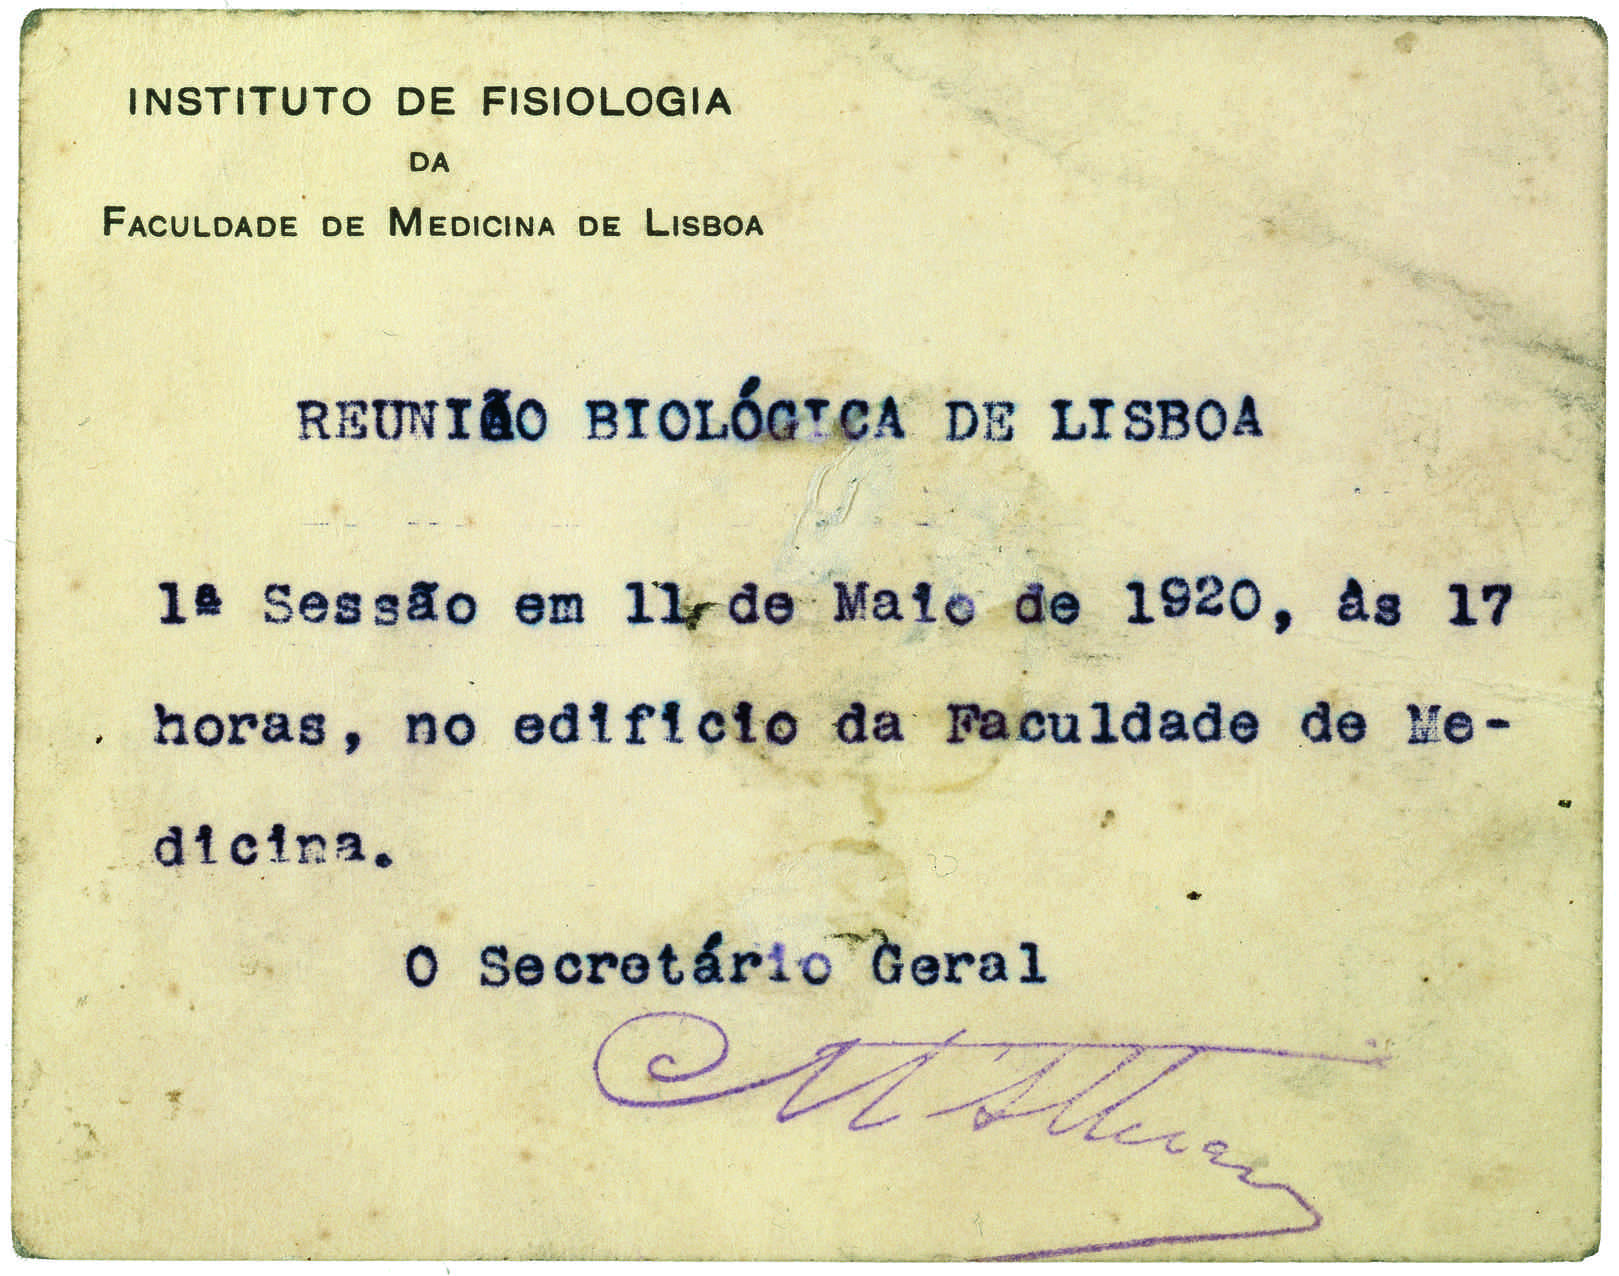 INSTITUTO DE FISIOLOGIA
DA
FACULDADE DE MEDICINA DE LISBOA
REUNIÃO BIOLÓGICA DE LISBOA
1ª Sessão em 11 de Maio de 1920, às 17
horas, no edificio da Faculdade de Me-
dicina.
O Secretário Geral